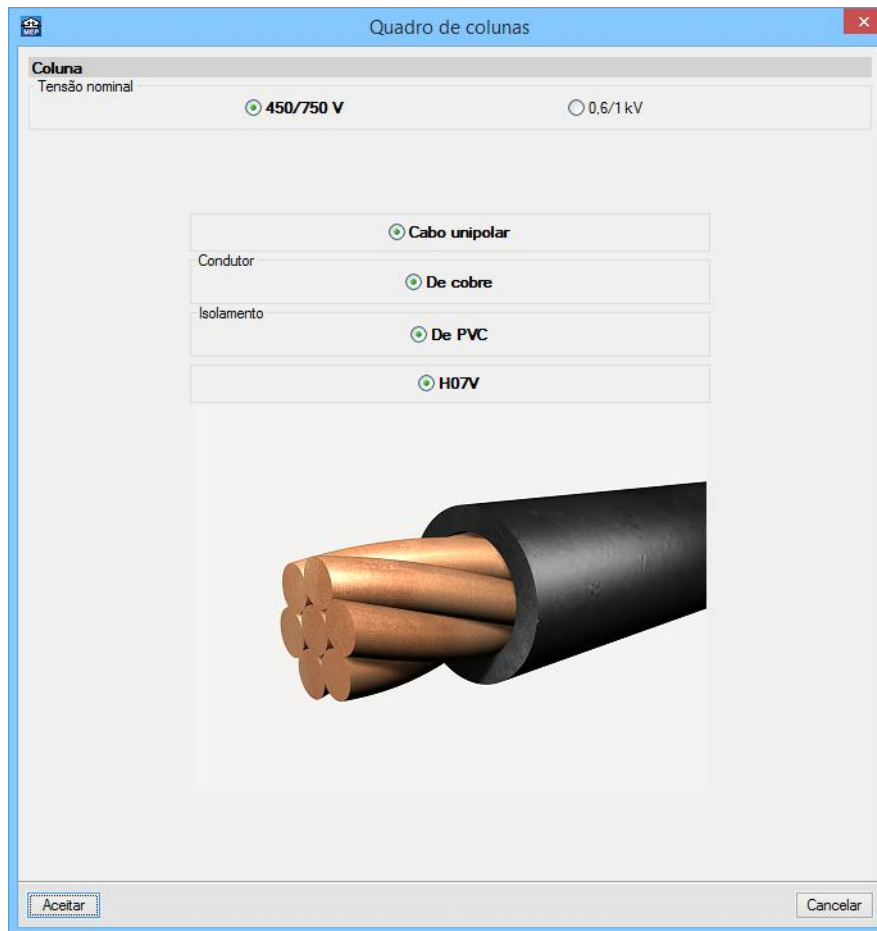 MEP
Quadro de colunas
Coluna
Tensão nominal
450/750 V
0,6/1 kV
Cabo unipolar
Condutor
De cobre
Isolamento
De PVC
H07V
Aceitar
Cancelar